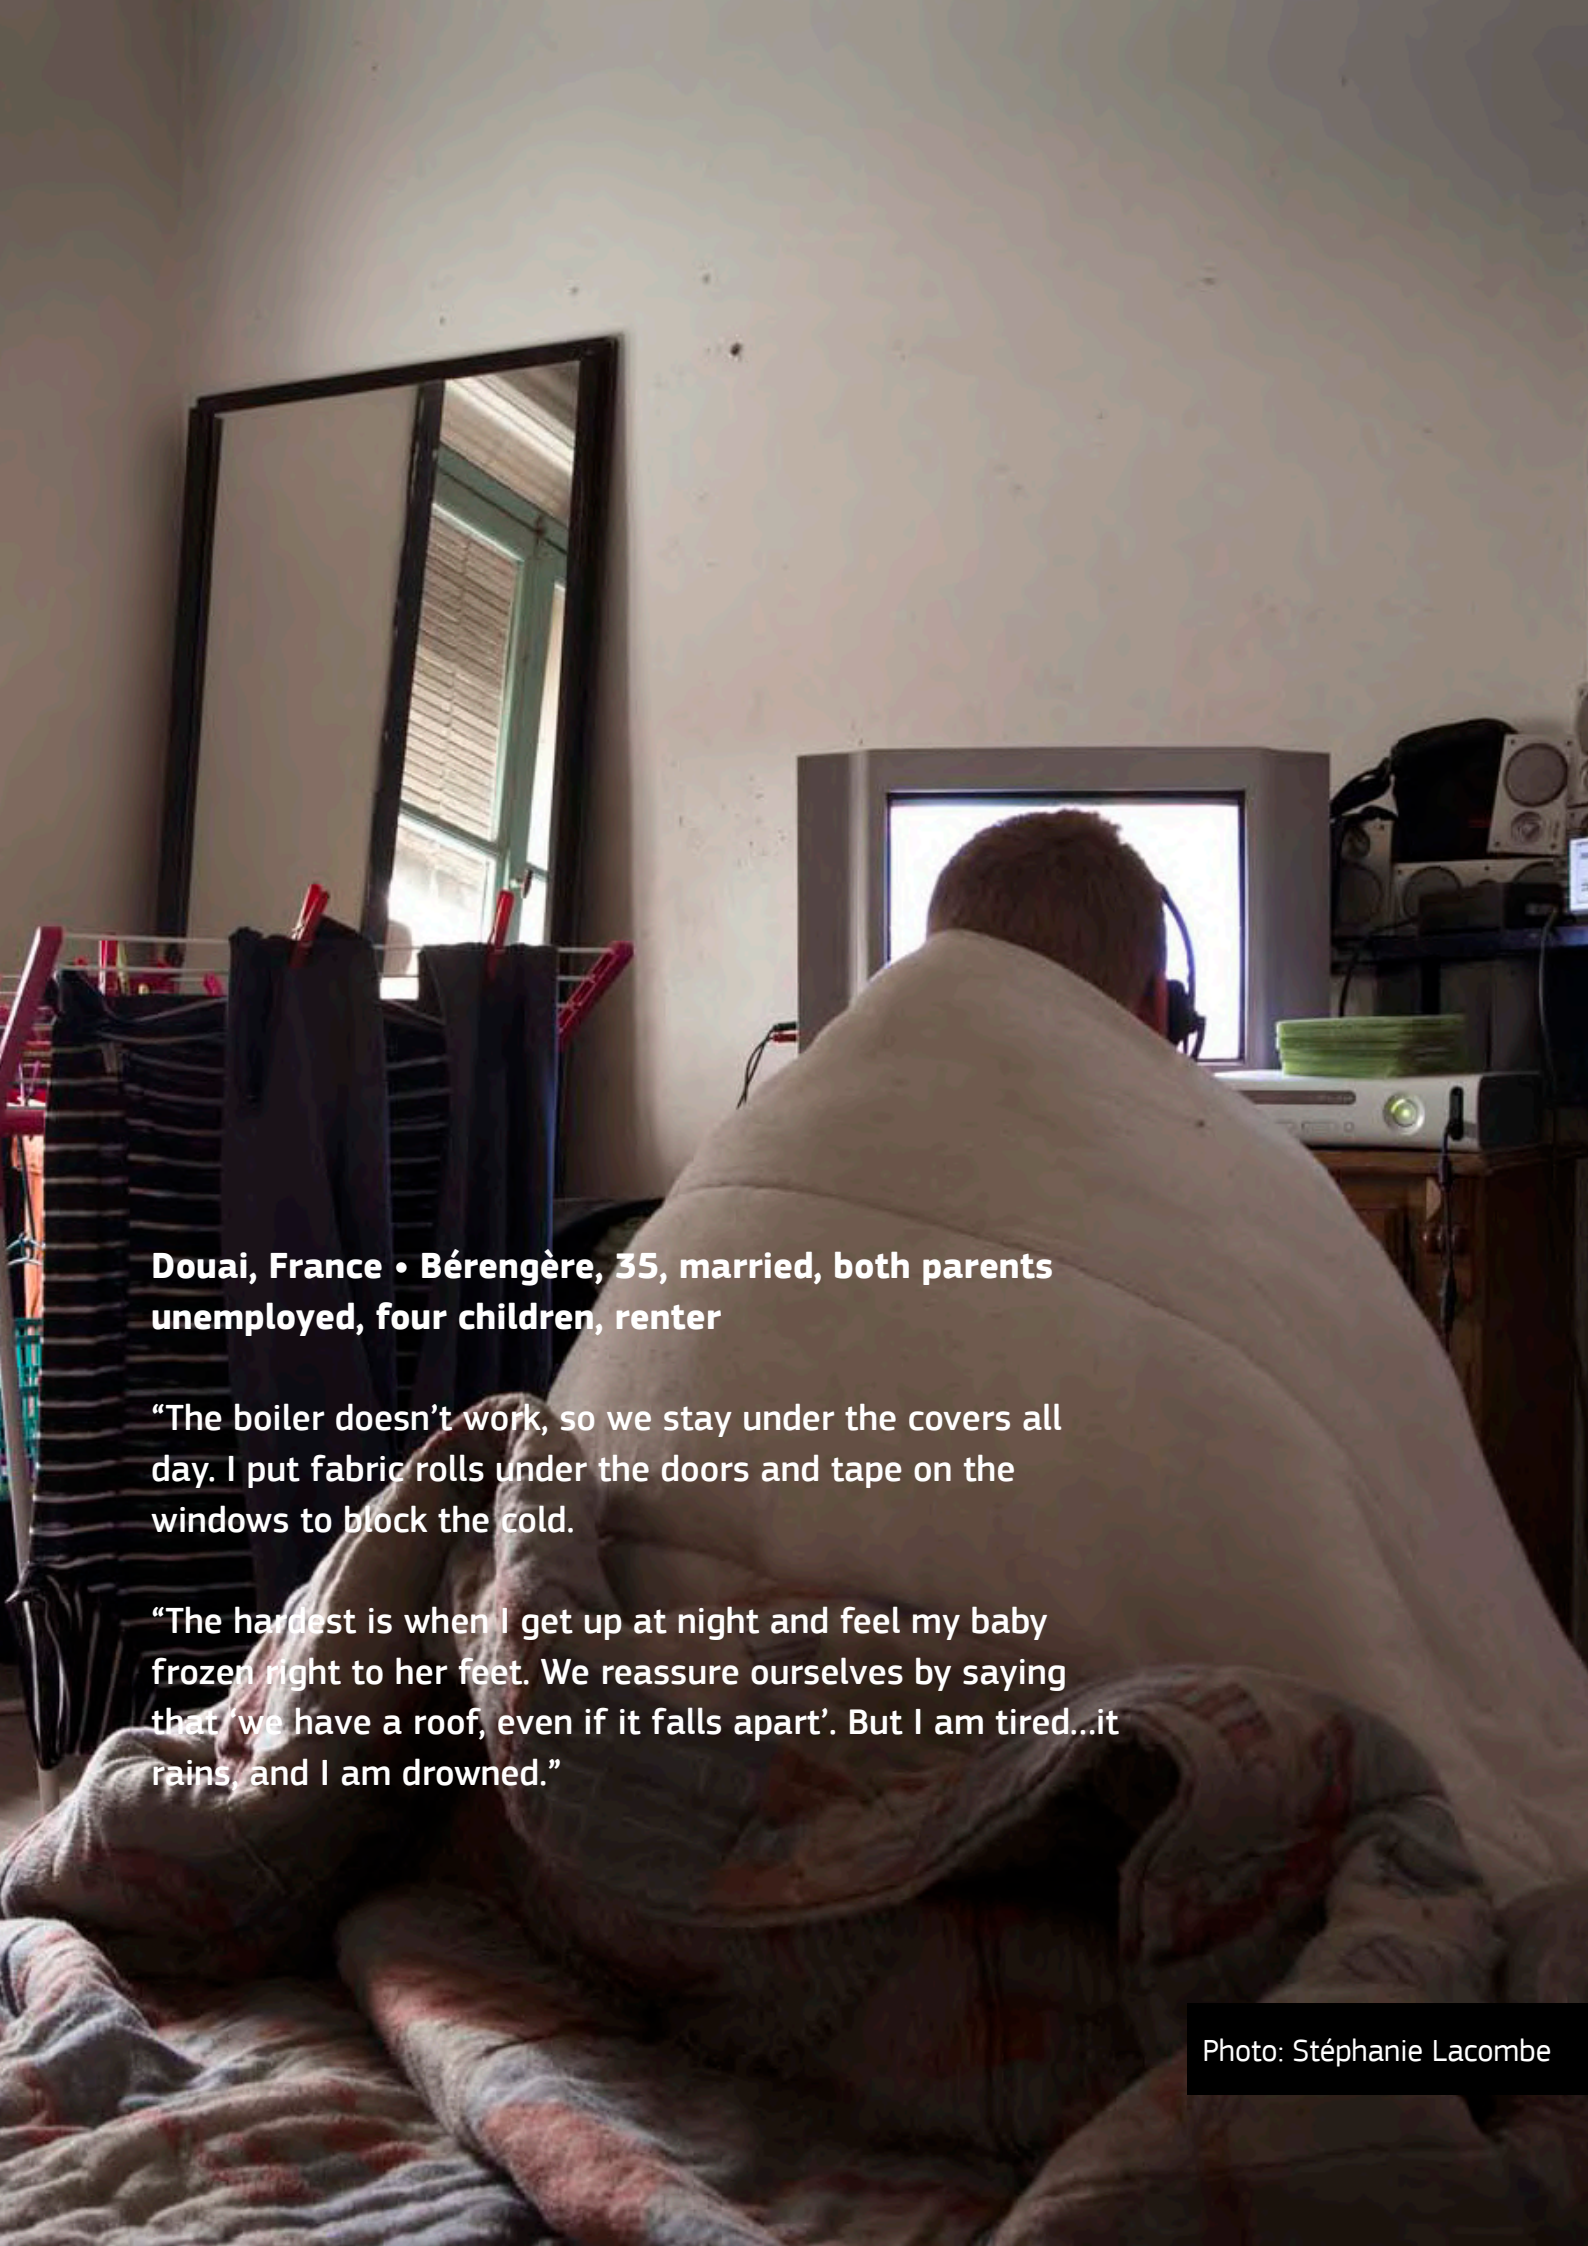 Douai, France • Bérengère, 35, married, both parents
unemployed, four children, renter
“The boiler doesn’t work, so we stay under the covers all
day. I put fabric rolls under the doors and tape on the
windows to block the cold.
“The hardest is when I get up at night and feel my baby
frozen right to her feet. We reassure ourselves by saying
that ‘we have a roof, even if it falls apart’. But I am tired...it
rains, and I am drowned.”
Photo: Stéphanie Lacombe